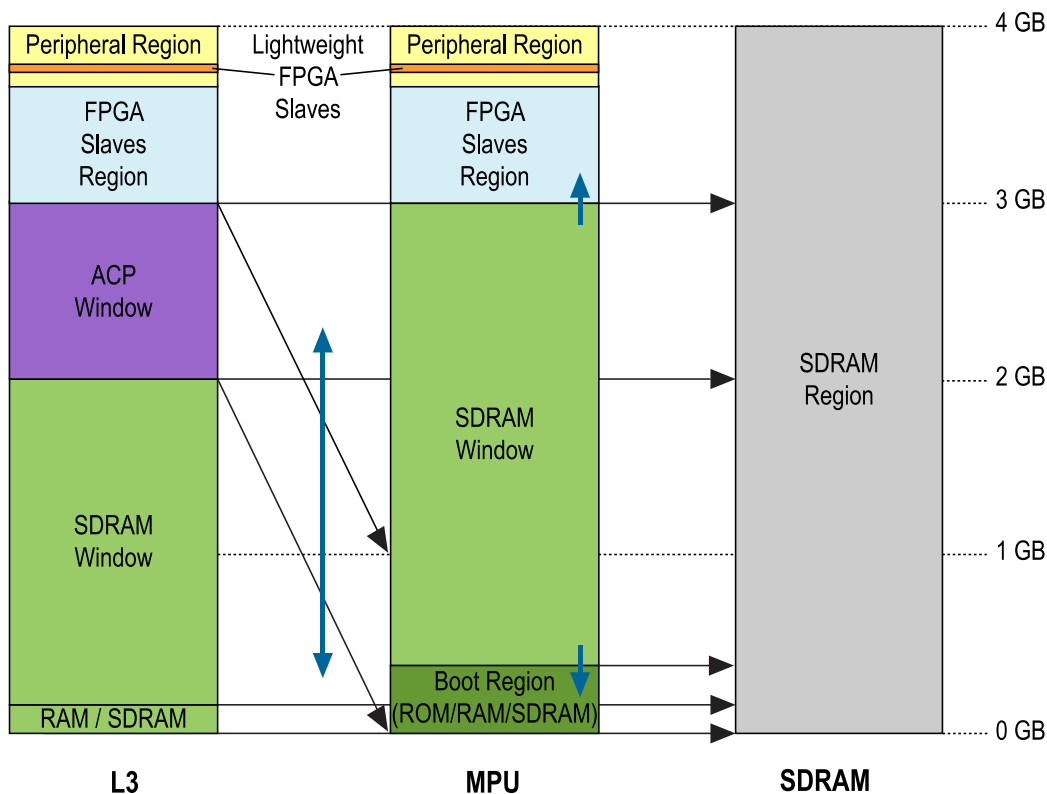 4 GB
Peripheral Region
Lightweight
FPGA
Slaves
Peripheral Region
FPGA
Slaves
Region
FPGA
Slaves
Region
3 GB
ACP
Window
2 GB
SDRAM
Region
SDRAM
Window
SDRAM
Window
1 GB
Boot Region
(ROM/RAM/SDRAM)
RAM / SDRAM
0 GB
L3
MPU
SDRAM